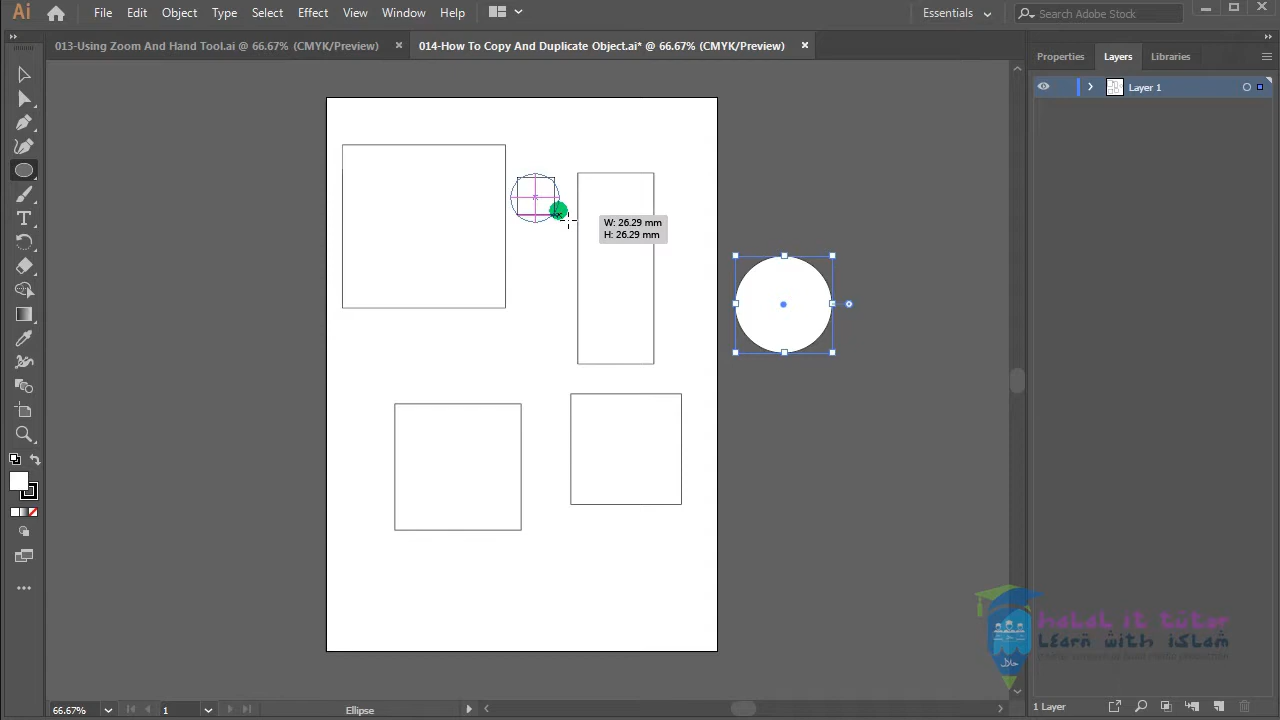 Ai File Edit Object Type Select Effect View Window Help Essentials Search Adobe Stock
013-Using Zoom And Hand Tool.ai @ 66.67% (CMYK/Preview) × 014-How To Copy And Duplicate Object.ai* @ 66.67% (CMYK/Preview) ×
Properties Layers Libraries
Layer 1
W: 26.29 mm
H: 26.29 mm
halal it tutor
Learn with islam
حلال
66.67% 1 Ellipse
1 Layer